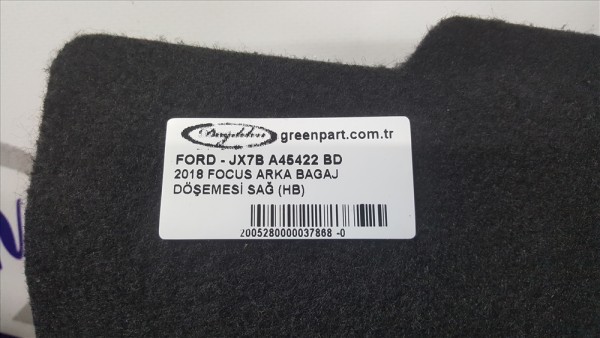 greenpart.com.tr
FORD - JX7B A45422 BD
2018 FOCUS ARKA BAGAJ
DÖŞEMESİ SAĞ (HB)
2005280000037868 -0